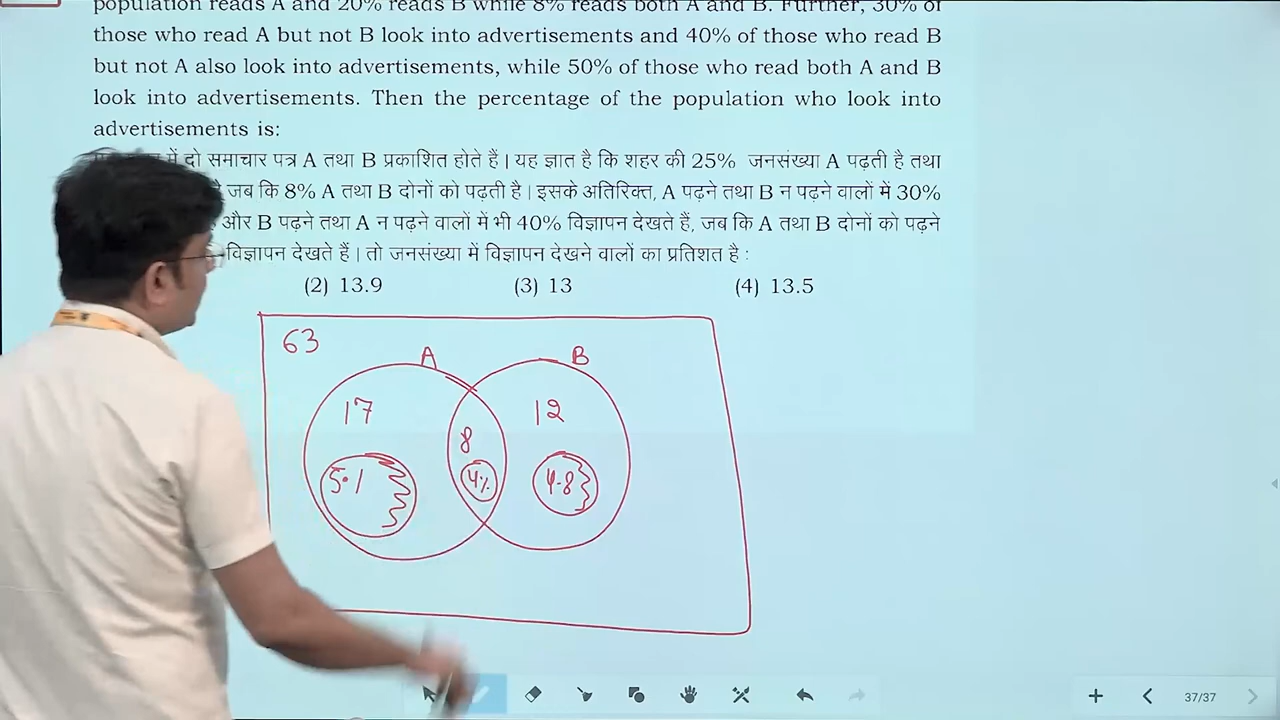 population reads A and 20% reads B while 8% reads both A and B. Further, 30% of
those who read A but not B look into advertisements and 40% of those who read B
but not A also look into advertisements, while 50% of those who read both A and B
look into advertisements. Then the percentage of the population who look into
advertisements is:
में दो समाचार पत्र A तथा B प्रकाशित होते हैं। यह ज्ञात है कि शहर की 25% जनसंख्या A पढ़ती है तथा
जब कि 8% A तथा B दोनों को पढ़ती है। इसके अतिरिक्त, A पढ़ने तथा B न पढ़ने वालों में 30%
और B पढ़ने तथा A न पढ़ने वालों में भी 40% विज्ञापन देखते हैं, जब कि A तथा B दोनों को पढ़ने
विज्ञापन देखते हैं। तो जनसंख्या में विज्ञापन देखने वालों का प्रतिशत है :
(2) 13.9 (3) 13 (4) 13.5
63
A B
17 12
8
5.1 4% 4.8
37/37